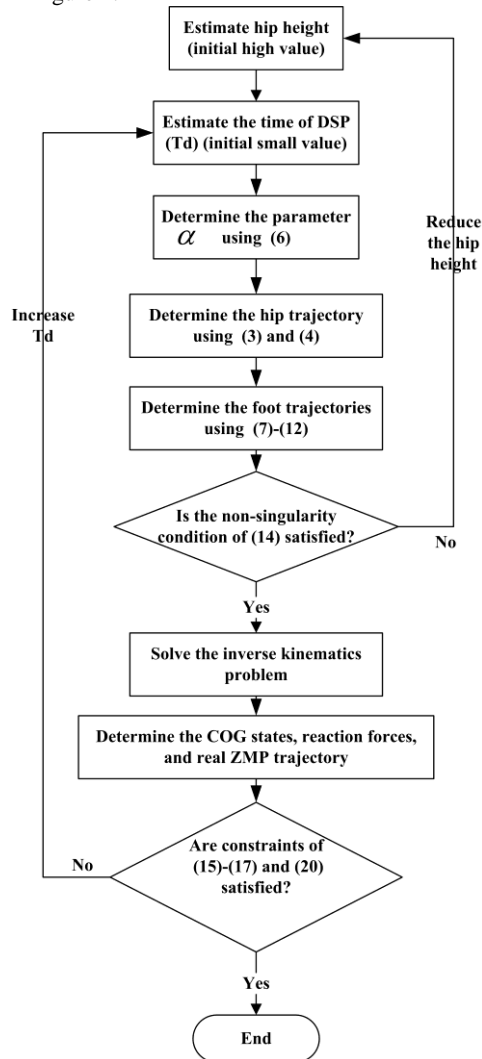 Estimate hip height
(initial high value)
Estimate the time of DSP
(Td) (initial small value)
Determine the parameter
α using (6)
Reduce
the hip
height
Increase
Td
Determine the hip trajectory
using (3) and (4)
Determine the foot trajectories
using (7)-(12)
Is the non-singularity
condition of (14) satisfied?
No
Yes
Solve the inverse kinematics
problem
Determine the COG states, reaction forces,
and real ZMP trajectory
Are constraints of
(15)-(17) and (20)
satisfied?
No
Yes
End